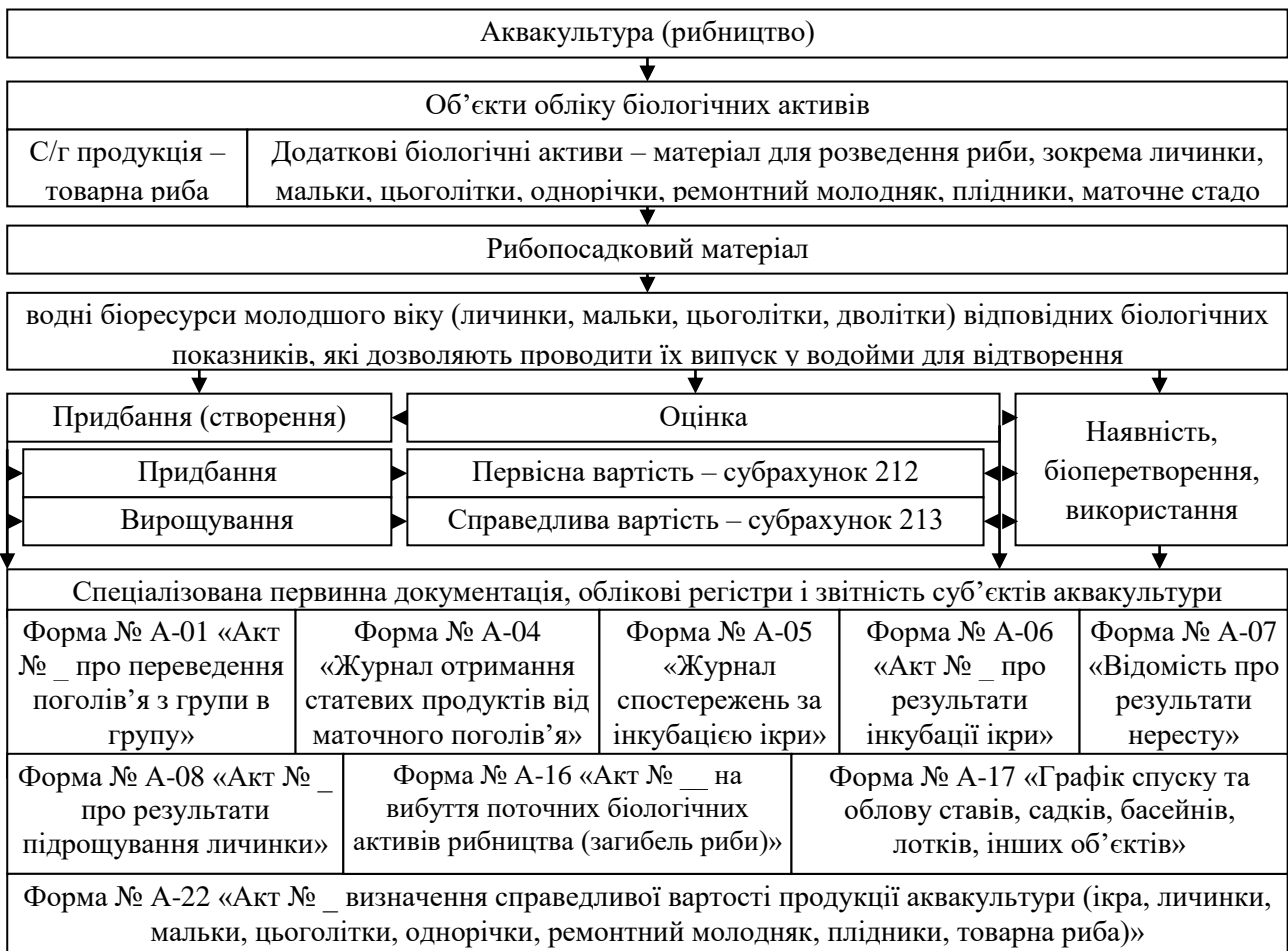 Аквакультура (рибництво)
Об’єкти обліку біологічних активів
С/г продукція –
товарна риба
Додаткові біологічні активи – матеріал для розведення риби, зокрема личинки,
мальки, цьоголітки, однорічки, ремонтний молодняк, плідники, маточне стадо
Рибопосадковий матеріал
водні біоресурси молодшого віку (личинки, мальки, цьоголітки, дволітки) відповідних біологічних
показників, які дозволяють проводити їх випуск у водойми для відтворення
Придбання (створення)
Оцінка
Наявність,
біоперетворення,
використання
Придбання
Первісна вартість – субрахунок 212
Вирощування
Справедлива вартість – субрахунок 213
Спеціалізована первинна документація, облікові регістри і звітність суб’єктів аквакультури
Форма № А-01 «Акт
№ _ про переведення
поголів’я з групи в
групу»
Форма № А-04
«Журнал отримання
статевих продуктів від
маточного поголів’я»
Форма № А-05
«Журнал
спостережень за
інкубацією ікри»
Форма № А-06
«Акт № _ про
результати
інкубації ікри»
Форма № А-07
«Відомість про
результати
нересту»
Форма № А-08 «Акт № _
про результати
підрощування личинки»
Форма № А-16 «Акт № __ на
вибуття поточних біологічних
активів рибництва (загибель риби)»
Форма № А-17 «Графік спуску та
облову ставів, садків, басейнів,
лотків, інших об’єктів»
Форма № А-22 «Акт № _ визначення справедливої вартості продукції аквакультури (ікра, личинки,
мальки, цьоголітки, однорічки, ремонтний молодняк, плідники, товарна риба)»